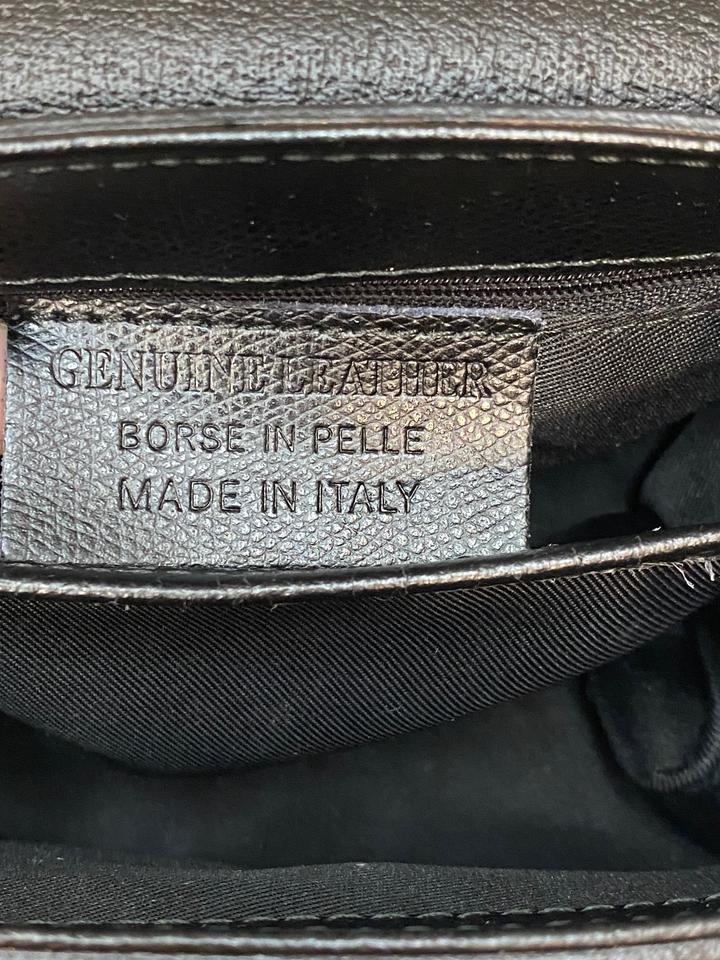 GENUINE LEATHER
BORSE IN PELLE
MADE IN ITALY